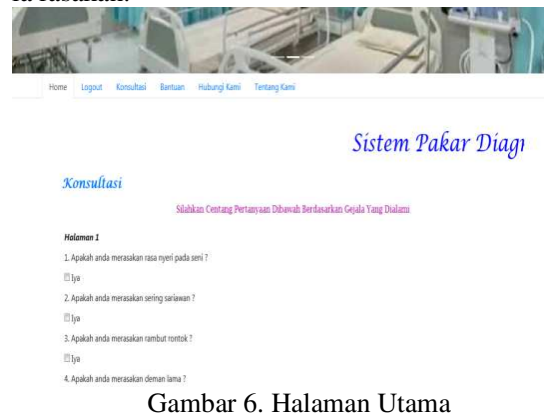 Home Logout Konsultasi Bantuan Hubungi Kami Tentang Kami
Sistem Pakar Diagn
Konsultasi
Silahkan Centang Pertanyaan Dibawah Berdasarkan Gejala Yang Dialami
Halaman 1
1. Apakah anda merasakan rasa nyeri pada seni ?
Iya
2. Apakah anda merasakan sering sariawan ?
Iya
3. Apakah anda merasakan rambut rontok ?
Iya
4. Apakah anda merasakan deman lama ?
Gambar 6. Halaman Utama